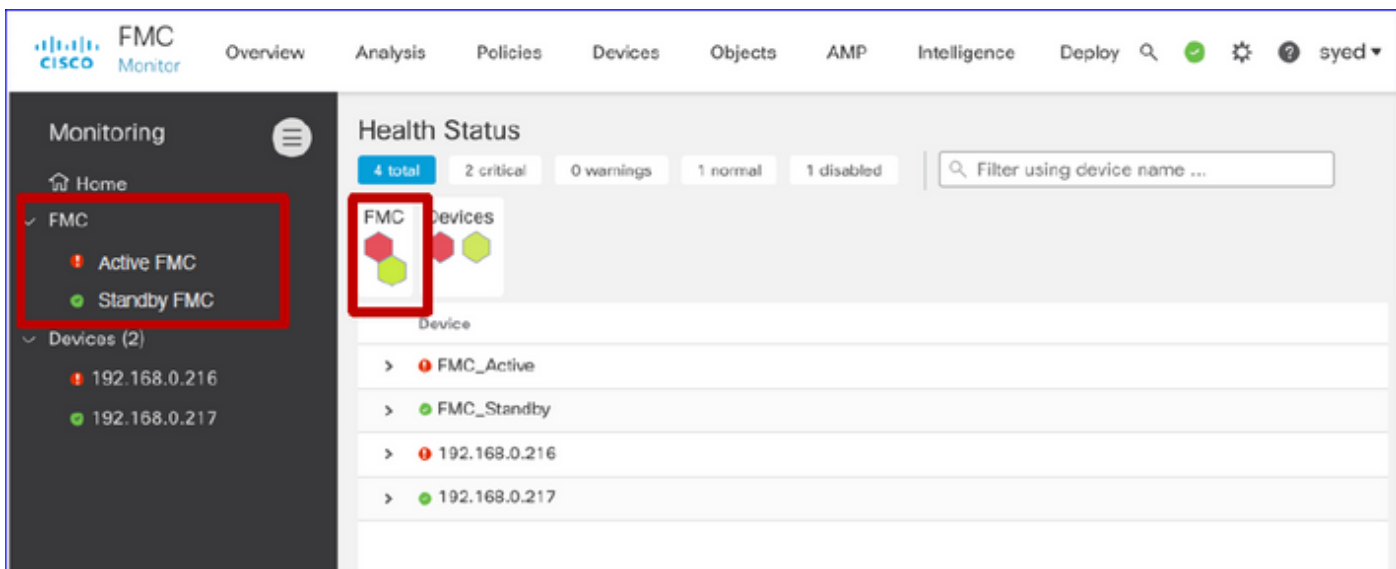 CISCO FMC Monitor Overview Analysis Policies Devices Objects AMP Intelligence Deploy syed
Monitoring
Home
FMC
Active FMC
Standby FMC
Devices (2)
192.168.0.216
192.168.0.217
Health Status
4 total 2 critical 0 warnings 1 normal 1 disabled Filter using device name ...
FMC Devices
Device
FMC_Active
FMC_Standby
192.168.0.216
192.168.0.217